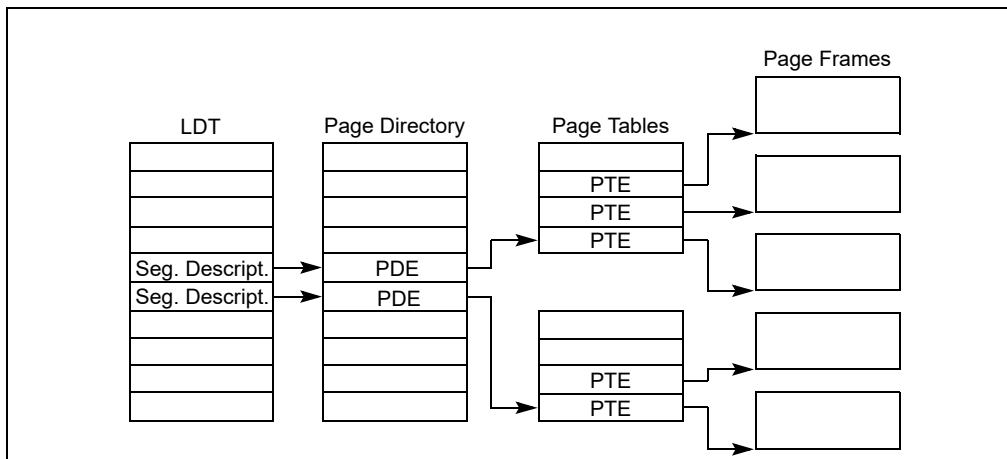 Page Frames
LDT
Page Directory
Page Tables
PTE
PTE
PTE
Seg. Descript.
PDE
Seg. Descript.
PDE
PTE
PTE